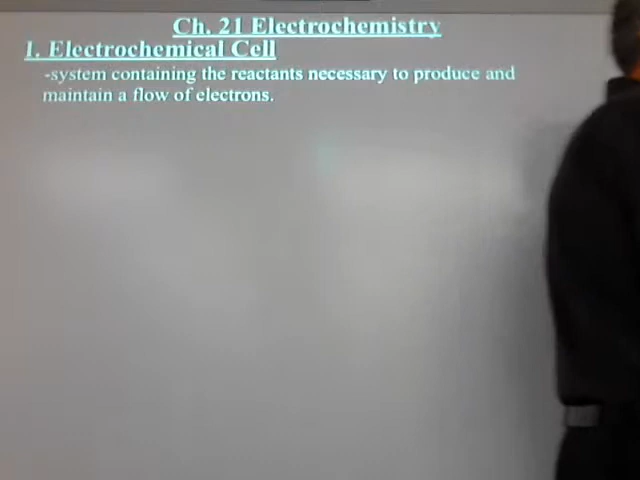 Ch. 21 Electrochemistry
1. Electrochemical Cell
-system containing the reactants necessary to produce and
maintain a flow of electrons.